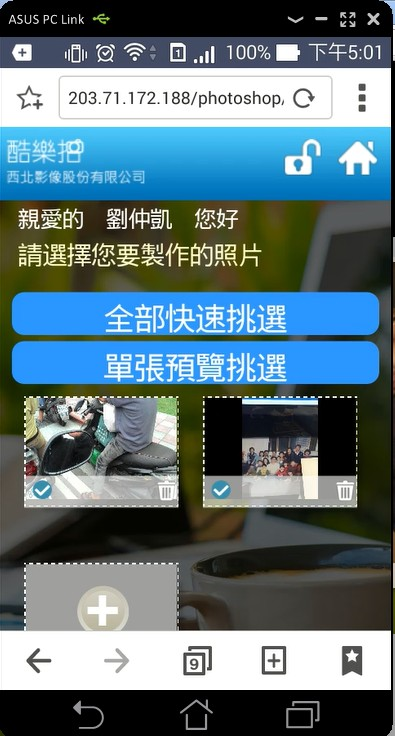 ASUS PC Link
1 100% 下午5:01
203.71.172.188/photoshop/
酷樂拍
西北影像股份有限公司
親愛的 劉仲凱 您好
請選擇您要製作的照片
全部快速挑選
單張預覽挑選
9